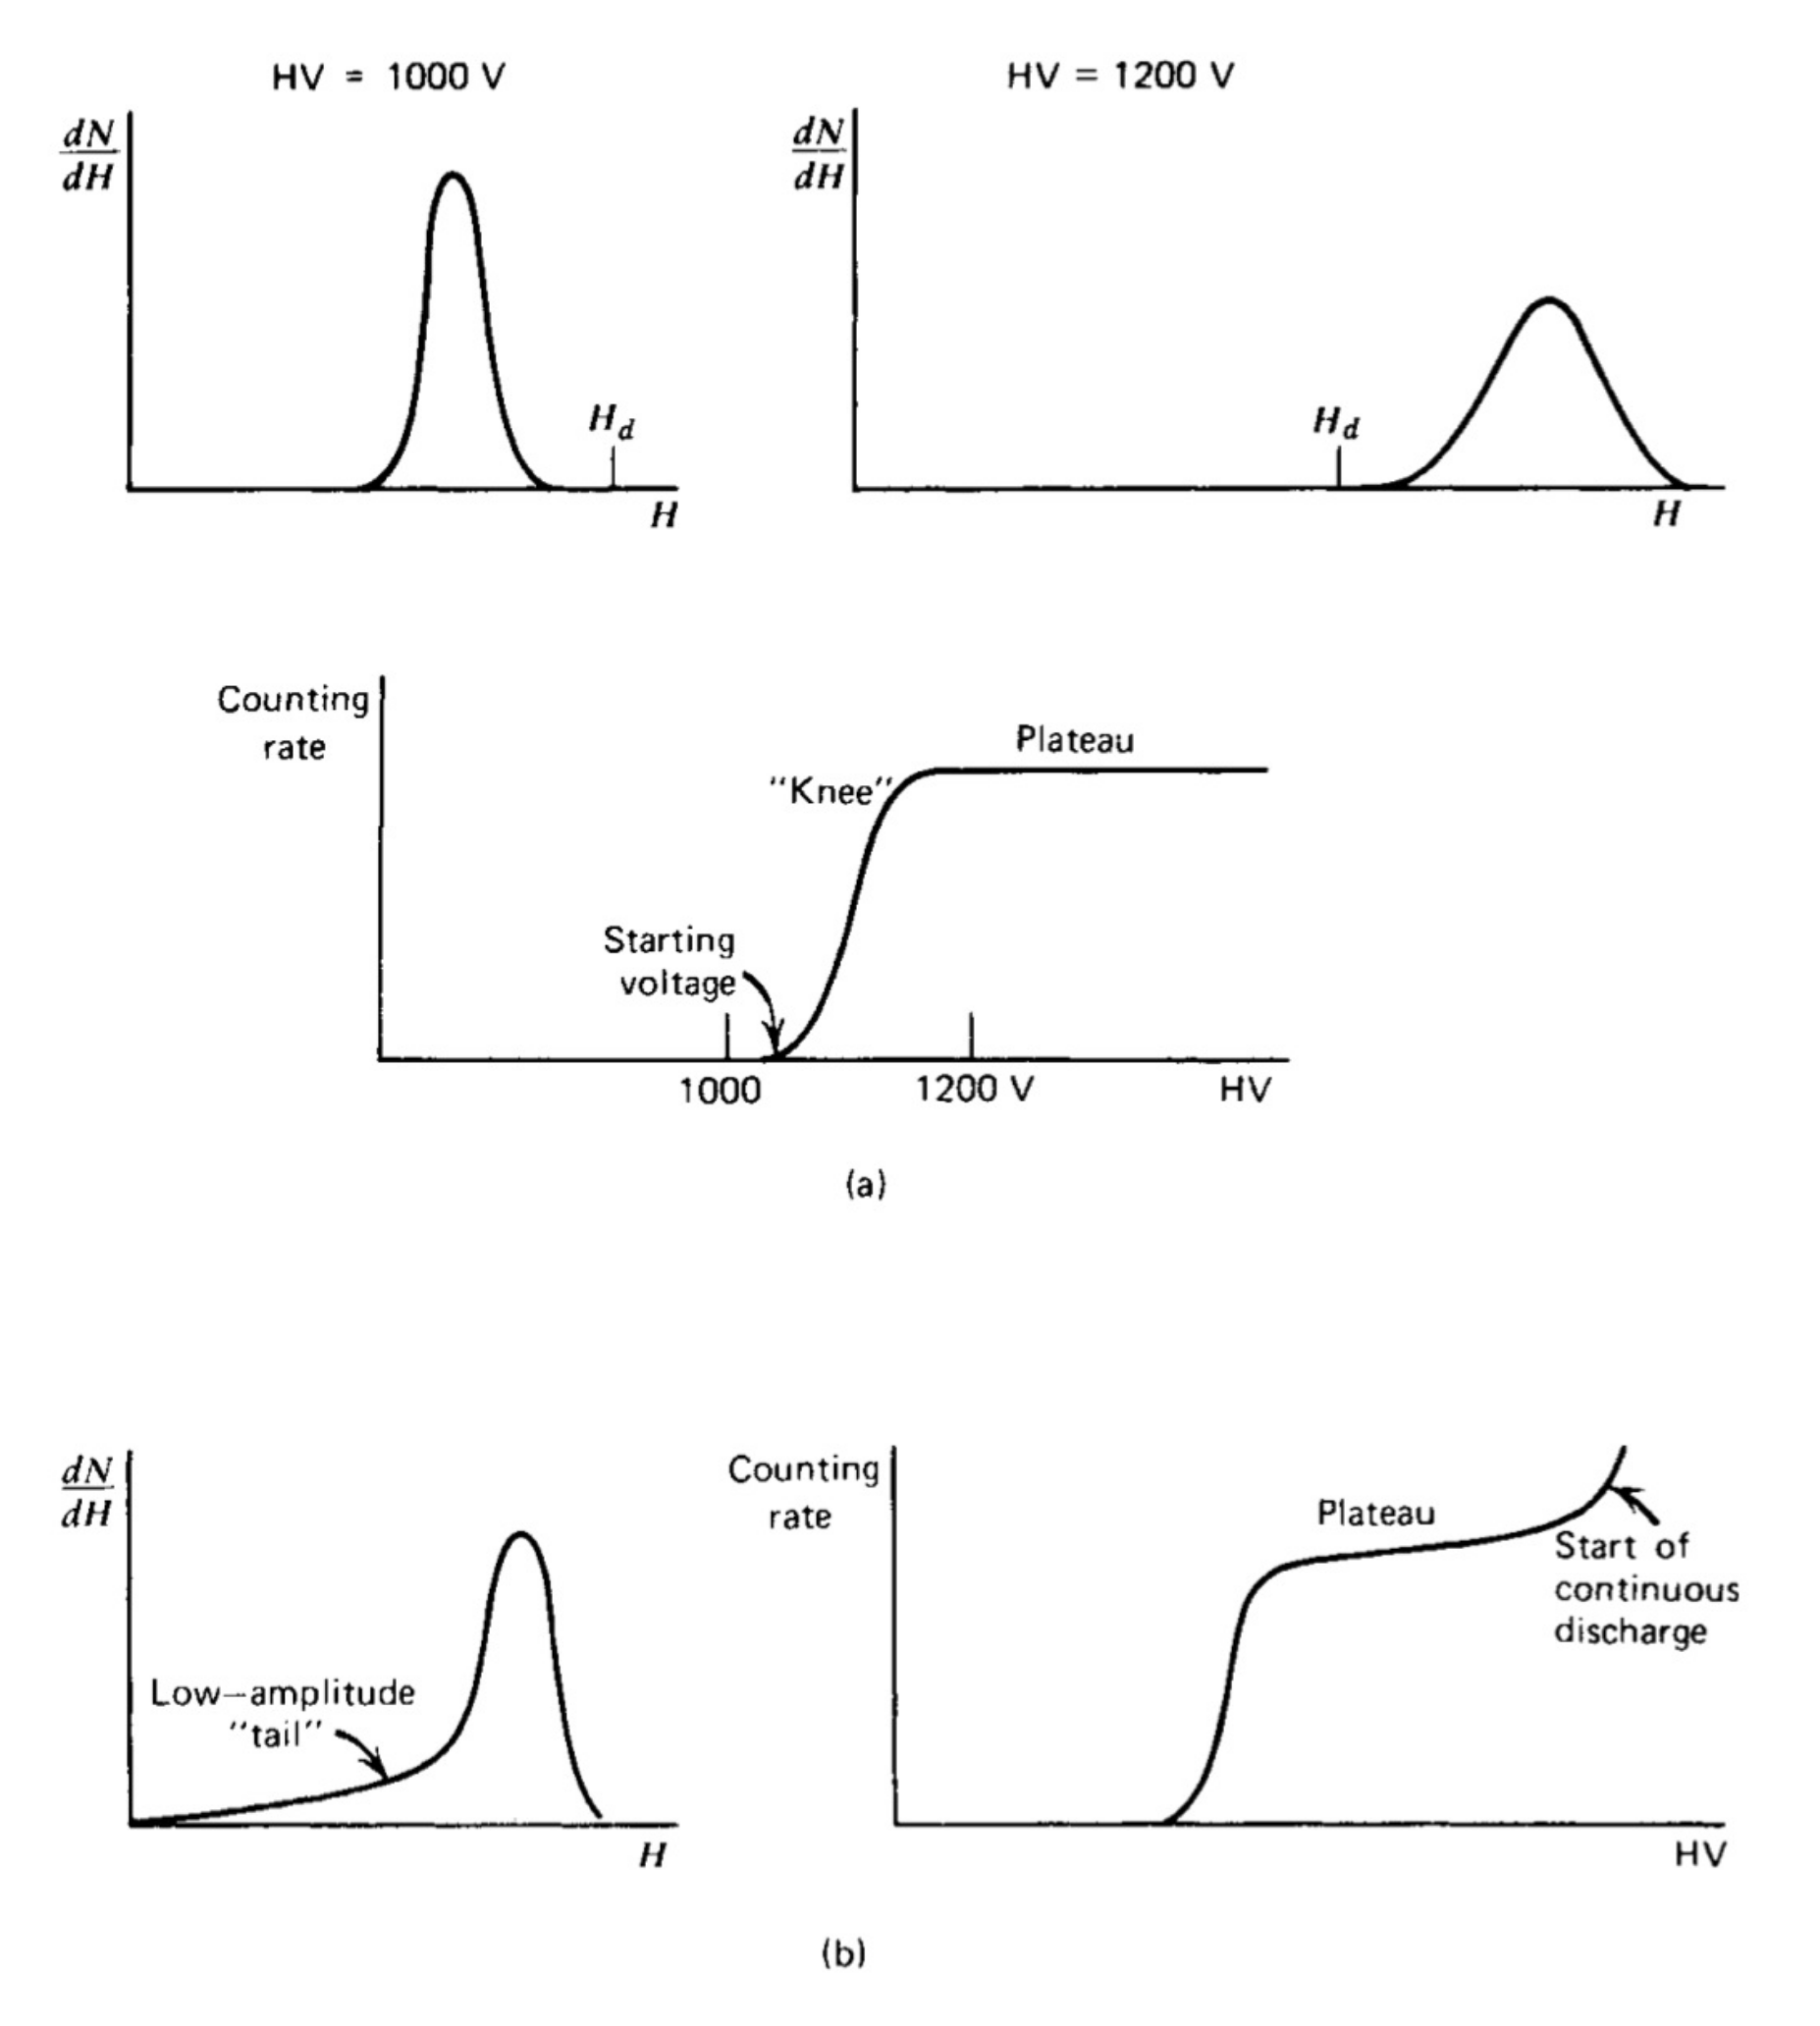 HV = 1000 V
dN
dH
H_d
H
HV = 1200 V
dN
dH
H_d
H
Counting
rate
Plateau
"Knee"
Starting
voltage
1000
1200 V
HV
(a)
dN
dH
Low–amplitude
"tail"
H
Counting
rate
Plateau
Start of
continuous
discharge
HV
(b)